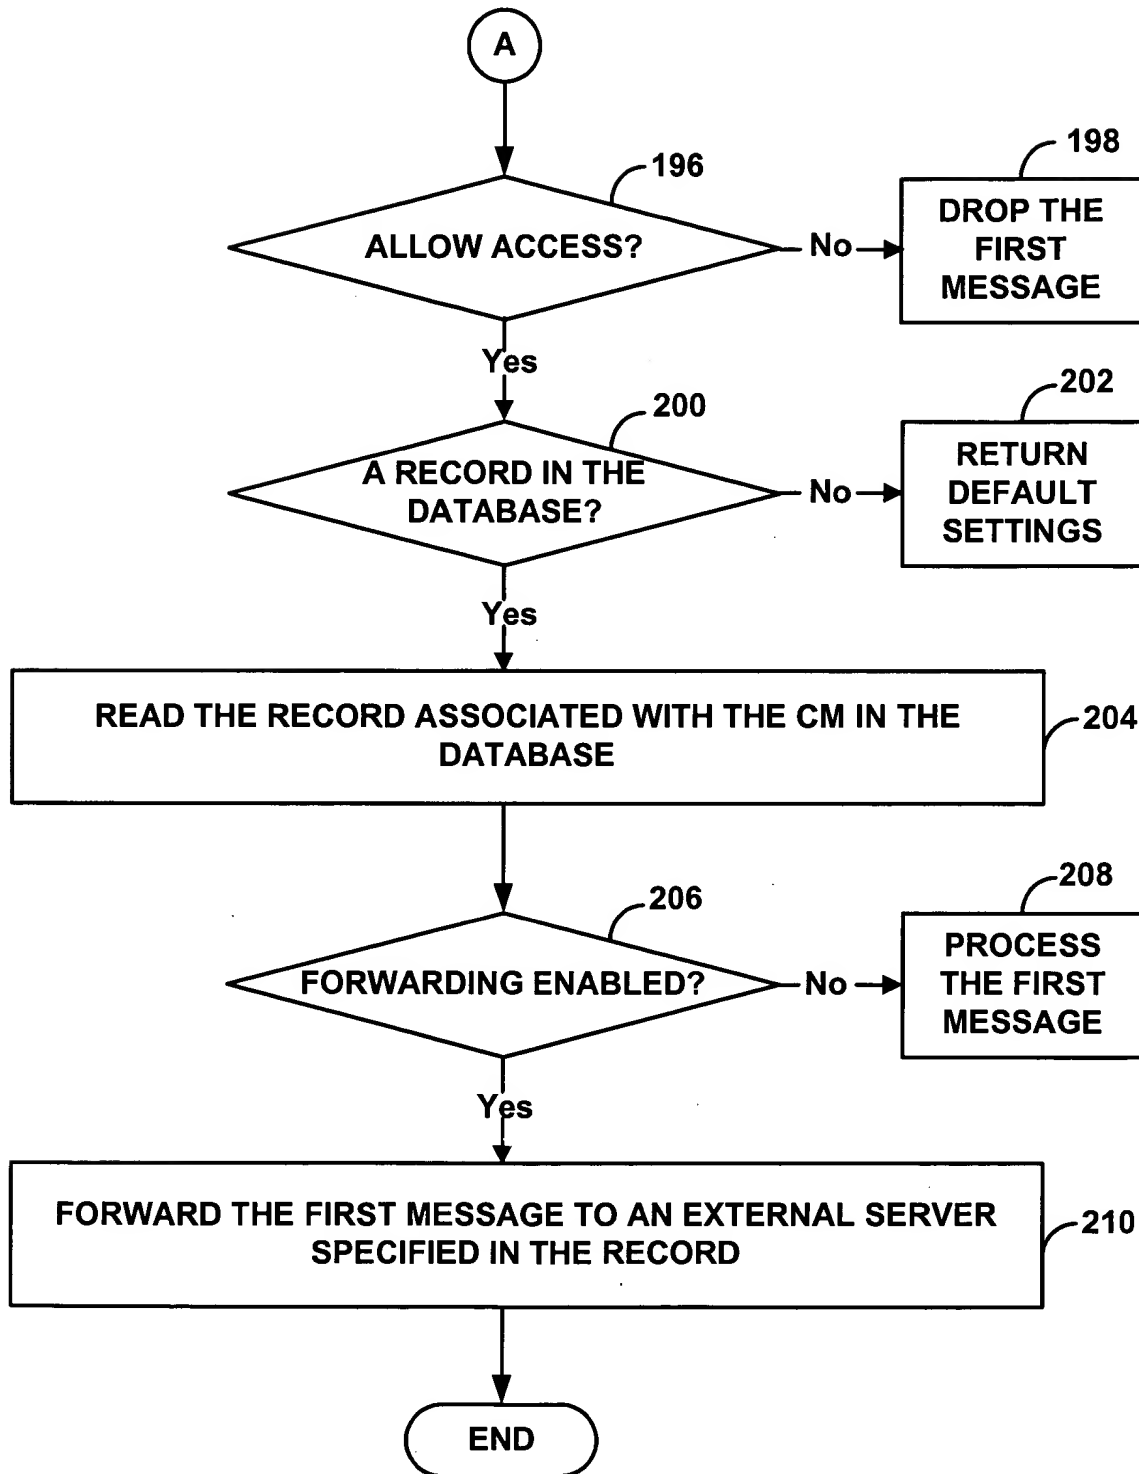 A
196
198
ALLOW ACCESS?
No
DROP THE
FIRST
MESSAGE
Yes
200
202
A RECORD IN THE
DATABASE?
No
RETURN
DEFAULT
SETTINGS
Yes
READ THE RECORD ASSOCIATED WITH THE CM IN THE
DATABASE
204
206
208
FORWARDING ENABLED?
No
PROCESS
THE FIRST
MESSAGE
Yes
FORWARD THE FIRST MESSAGE TO AN EXTERNAL SERVER
SPECIFIED IN THE RECORD
210
END